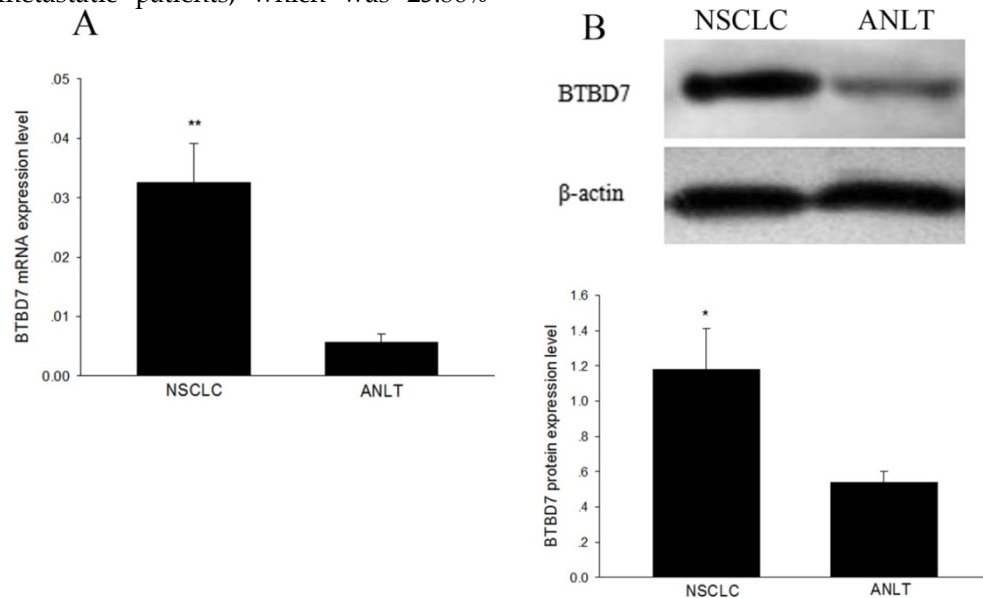 metastatic patients, which was
A
BTBD7 mRNA expression level
.05
.04
.03
.02
.01
0.00
**
NSCLC
ANLT
B
NSCLC ANLT
BTBD7
β-actin
BTBD7 protein expression level
1.6
1.4
1.2
1.0
.8
.6
.4
.2
0.0
*
NSCLC
ANLT